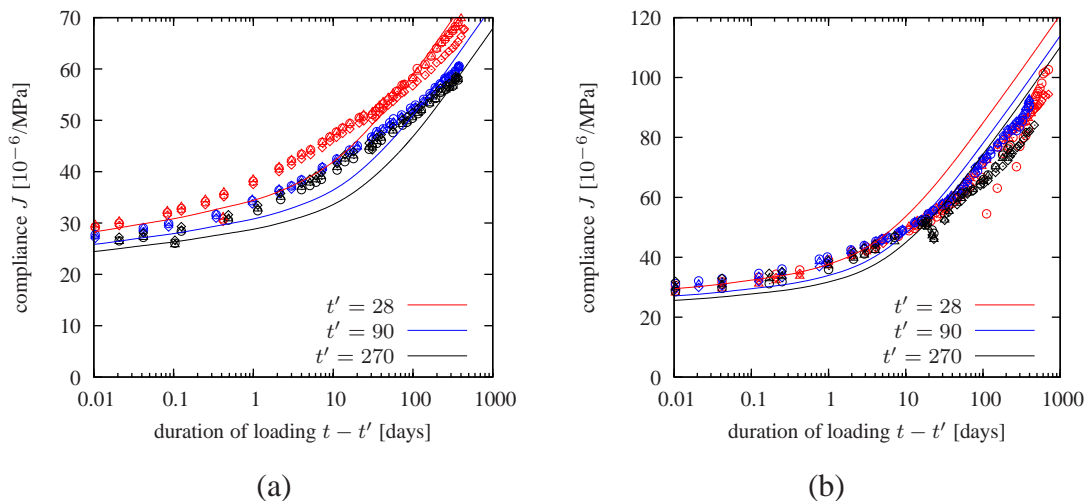 70
60
50
40
30
20
10
0
compliance J [10⁻⁶/MPa]
t′ = 28
t′ = 90
t′ = 270
0.01 0.1 1 10 100 1000
duration of loading t − t′ [days]
(a)
120
100
80
60
40
20
0
compliance J [10⁻⁶/MPa]
t′ = 28
t′ = 90
t′ = 270
0.01 0.1 1 10 100 1000
duration of loading t − t′ [days]
(b)